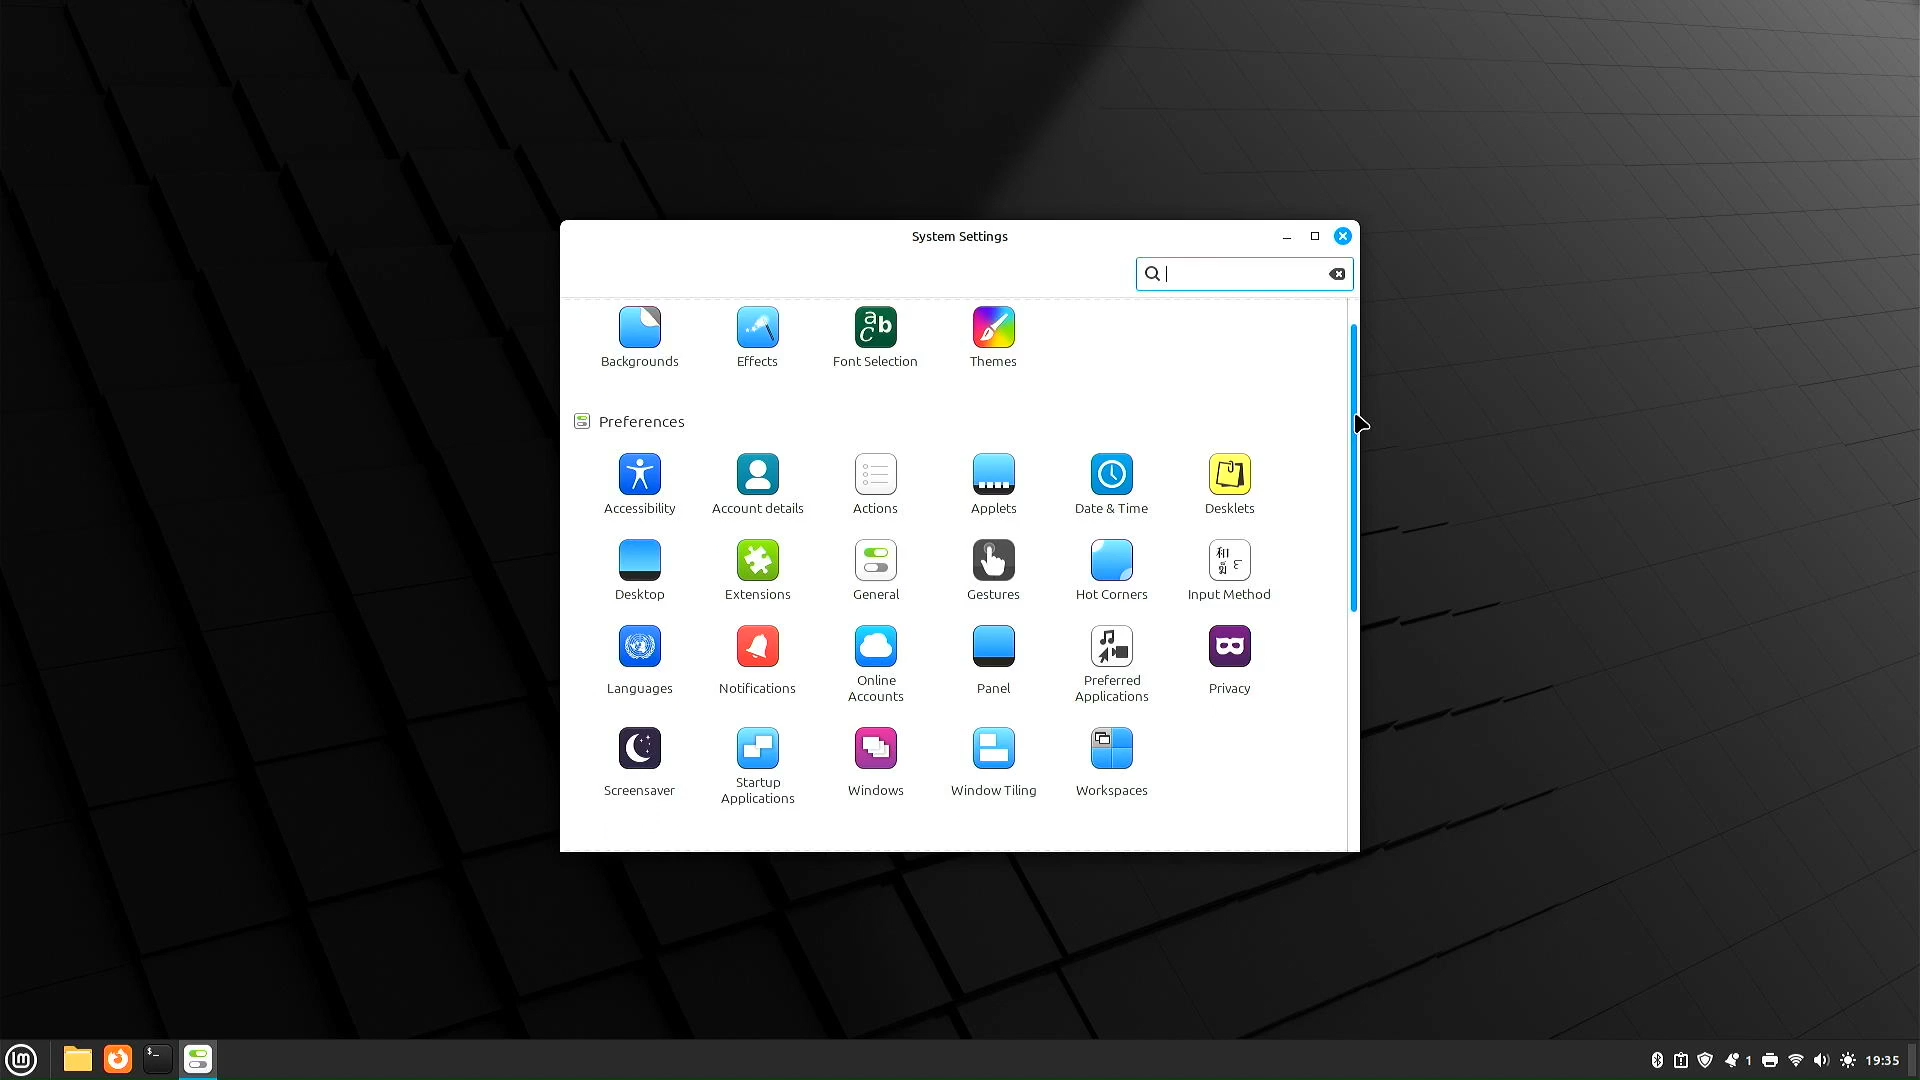 System Settings
Backgrounds
Effects
Font Selection
Themes
Preferences
Accessibility
Account details
Actions
Applets
Date & Time
Desklets
Desktop
Extensions
General
Gestures
Hot Corners
Input Method
Languages
Notifications
Online
Accounts
Panel
Preferred
Applications
Privacy
Screensaver
Startup
Applications
Windows
Window Tiling
Workspaces
1
19:35